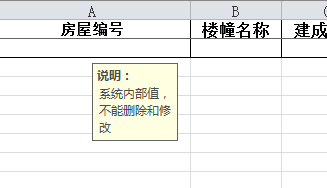 A B C
房屋编号 楼幢名称 建成
说明：
系统内部值，
不能删除和修
改